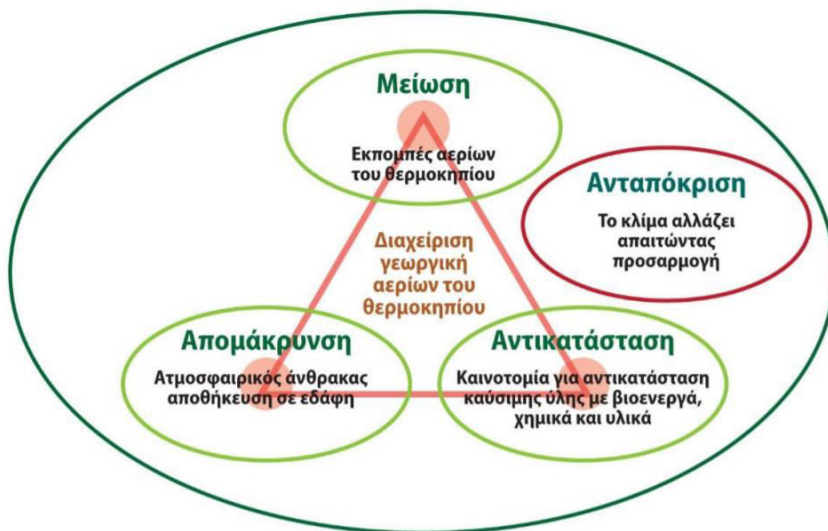 Μείωση
Εκπομπές αερίων
του θερμοκηπίου
Ανταπόκριση
Το κλίμα αλλάζει
απαιτώντας
προσαρμογή
Διαχείριση
γεωργική
αερίων του
θερμοκηπίου
Απομάκρυνση
Ατμοσφαιρικός άνθρακας
αποθήκευση σε εδάφη
Αντικατάσταση
Καινοτομία για αντικατάσταση
καύσιμης ύλης με βιοενεργά,
χημικά και υλικά